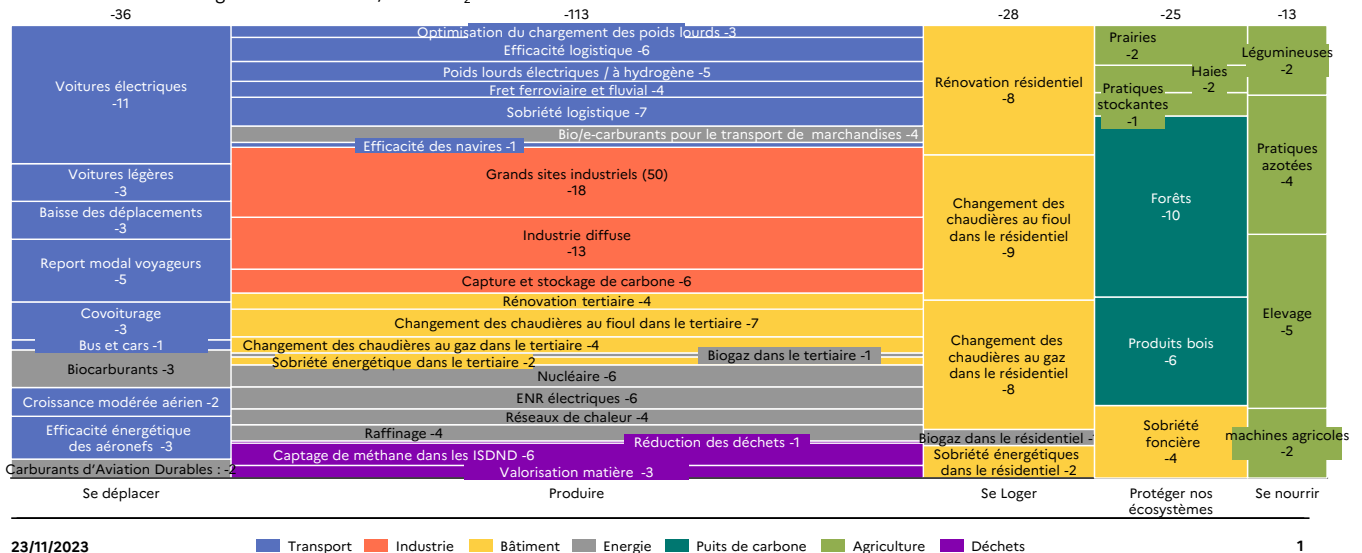 -36
-113
-28
-25
-13
Voitures électriques
-11
Voitures légères
-3
Baisse des déplacements
-3
Report modal voyageurs
-5
Covoiturage
-3
Bus et cars -1
Biocarburants -3
Croissance modérée aérien -2
Efficacité énergétique
des aéronefs -3
Carburants d'Aviation Durables : -2
Se déplacer
Optimisation du chargement des poids lourds -3
Efficacité logistique -6
Poids lourds électriques / à hydrogène -5
Fret ferroviaire et fluvial -4
Sobriété logistique -7
Bio/e-carburants pour le transport de marchandises -4
Efficacité des navires -1
Grands sites industriels (50)
-18
Industrie diffuse
-13
Capture et stockage de carbone -6
Rénovation tertiaire -4
Changement des chaudières au fioul dans le tertiaire -7
Changement des chaudières au gaz dans le tertiaire -4
Biogaz dans le tertiaire -1
Sobriété énergétique dans le tertiaire -2
Nucléaire -6
ENR électriques -6
Réseaux de chaleur -4
Raffinage -4
Réduction des déchets -1
Captage de méthane dans les ISDND -6
Valorisation matière -3
Produire
Rénovation résidentiel
-8
Changement des
chaudières au fioul
dans le résidentiel
-9
Changement des
chaudières au gaz
dans le résidentiel
-8
Biogaz dans le résidentiel
Sobriété énergétiques
dans le résidentiel -2
Se Loger
Prairies
-2
Haies
-2
Pratiques
stockantes
-1
Forêts
-10
Produits bois
-6
Sobriété
foncière
-4
Protéger nos
écosystèmes
Légumineuses
-2
Pratiques
azotées
-4
Elevage
-5
machines agricoles
-2
Se nourrir
23/11/2023
Transport
Industrie
Bâtiment
Energie
Puits de carbone
Agriculture
Déchets
1